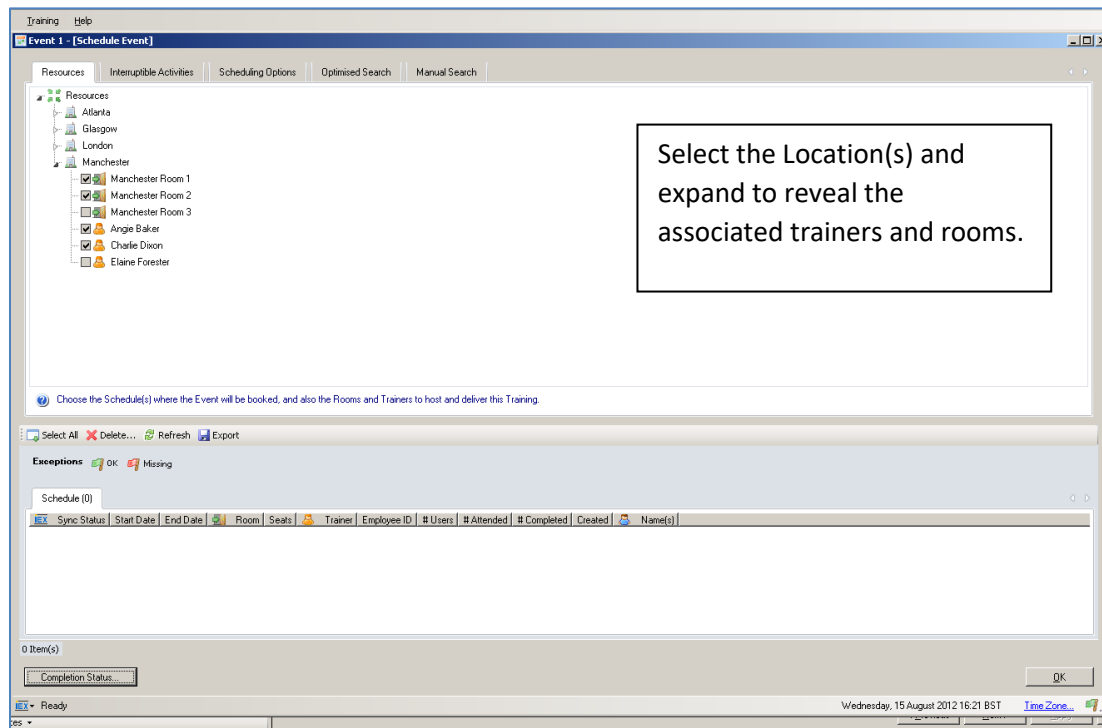 Training Help
Event 1 - [Schedule Event]
Resources Interruptible Activities Scheduling Options Optimised Search Manual Search
Resources
Atlanta
Glasgow
London
Manchester
Manchester Room 1
Manchester Room 2
Manchester Room 3
Angie Baker
Charlie Dixon
Elaine Forester
Select the Location(s) and
expand to reveal the
associated trainers and rooms.
Choose the Schedule(s) where the Event will be booked, and also the Rooms and Trainers to host and deliver this Training.
Select All Delete... Refresh Export
Exceptions OK Missing
Schedule (0)
IEX Sync Status Start Date End Date Room Seats Trainer Employee ID # Users # Attended # Completed Created Name(s)
0 Item(s)
Completion Status... OK
IEX Ready Wednesday, 15 August 2012 16:21 BST Time Zone...